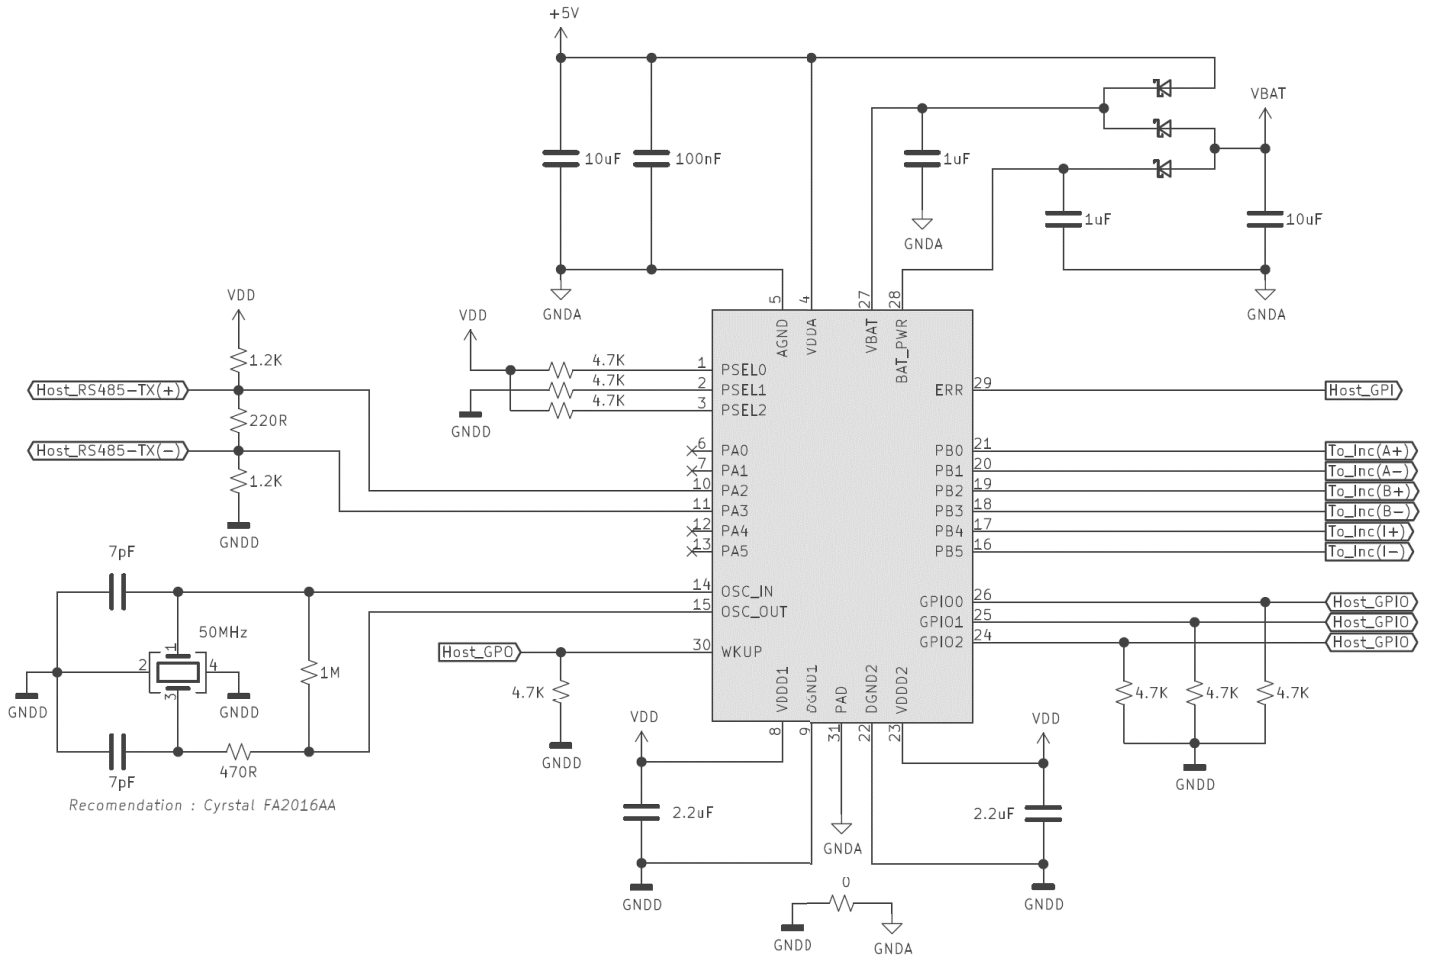 +5V
VBAT
10uF
100nF
1uF
1uF
10uF
GNDA
GNDA
GNDA
VDD
1.2K
Host_RS485-TX(+)
220R
Host_RS485-TX(-)
1.2K
GNDD
VDD
4.7K
4.7K
4.7K
GNDD
5
4
27
28
AGND
VDDA
VBAT
BAT_PWR
1 PSEL0
2 PSEL1
3 PSEL2
6 PA0
7 PA1
10 PA2
11 PA3
12 PA4
13 PA5
14 OSC_IN
15 OSC_OUT
30 WKUP
ERR 29 Host_GPI
PB0 21 To_Inc(A+)
PB1 20 To_Inc(A-)
PB2 19 To_Inc(B+)
PB3 18 To_Inc(B-)
PB4 17 To_Inc(I+)
PB5 16 To_Inc(I-)
GPIO0 26 Host_GPIO
GPIO1 25 Host_GPIO
GPIO2 24 Host_GPIO
VDDD1
DGND1
PAD
DGND2
VDDD2
8
9
31
22
23
7pF
50MHz
1
2
4
3
1M
GNDD
GNDD
470R
7pF
Recomendation : Cyrstal FA2016AA
Host_GPO
4.7K
GNDD
4.7K
4.7K
4.7K
GNDD
VDD
2.2uF
GNDD
GNDA
VDD
2.2uF
GNDD
0
GNDD
GNDA